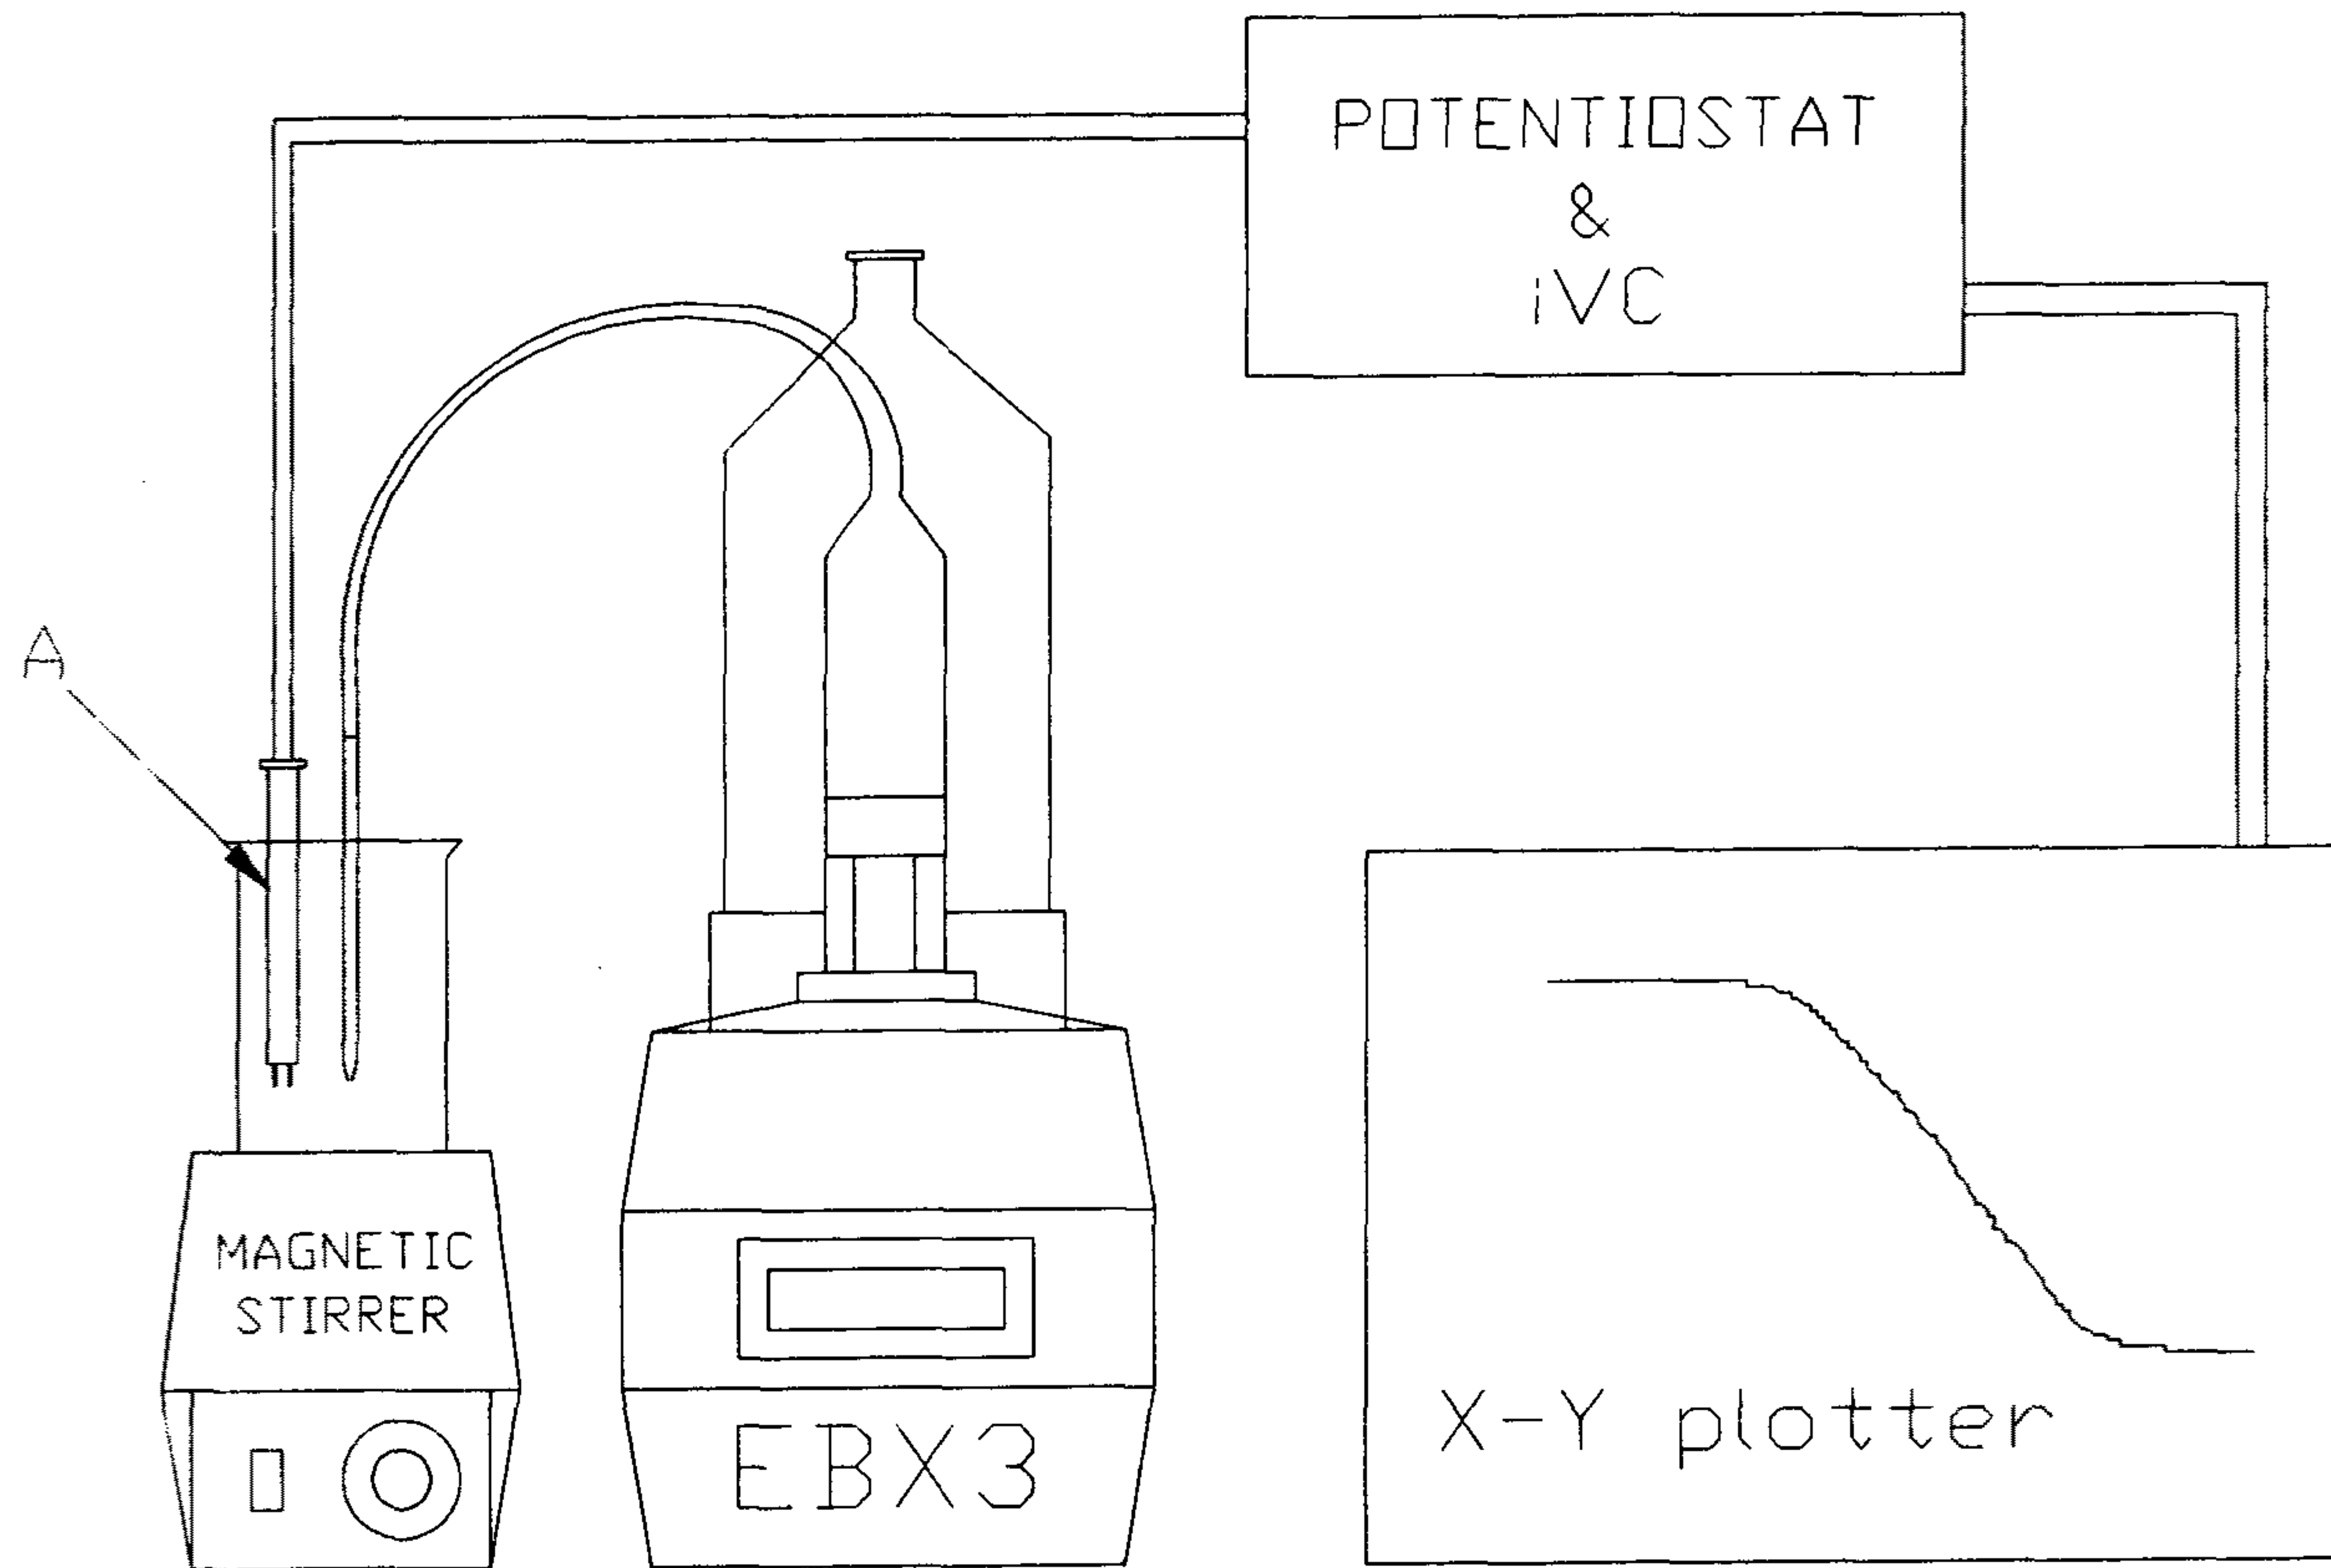 POTENTIOSTAT
&
iVC
A
MAGNETIC
STIRRER
EBX3
X-Y plotter